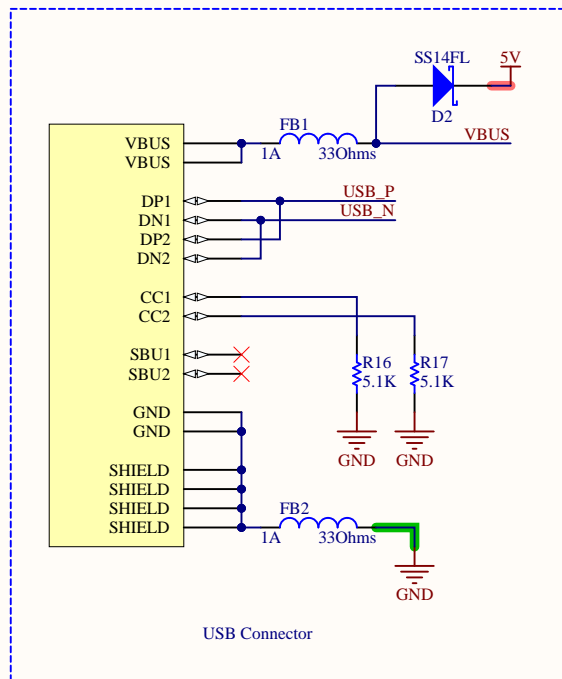 SS14FL
5V
D2
FB1
1A
33Ohms
VBUS
VBUS
VBUS
DP1
USB_P
DN1
USB_N
DP2
DN2
CC1
CC2
SBU1
SBU2
R16
5.1K
R17
5.1K
GND
GND
GND
GND
SHIELD
SHIELD
SHIELD
SHIELD
FB2
1A
33Ohms
GND
USB Connector